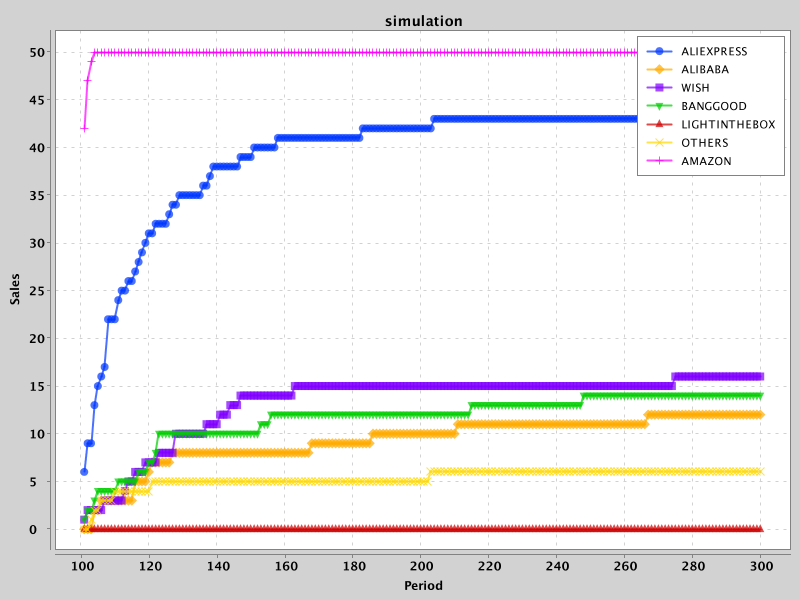 simulation
Sales
50
45
40
35
30
25
20
15
10
5
0
ALIEXPRESS
ALIBABA
WISH
BANGGOOD
LIGHTINTHEBOX
OTHERS
AMAZON
100 120 140 160 180 200 220 240 260 280 300
Period